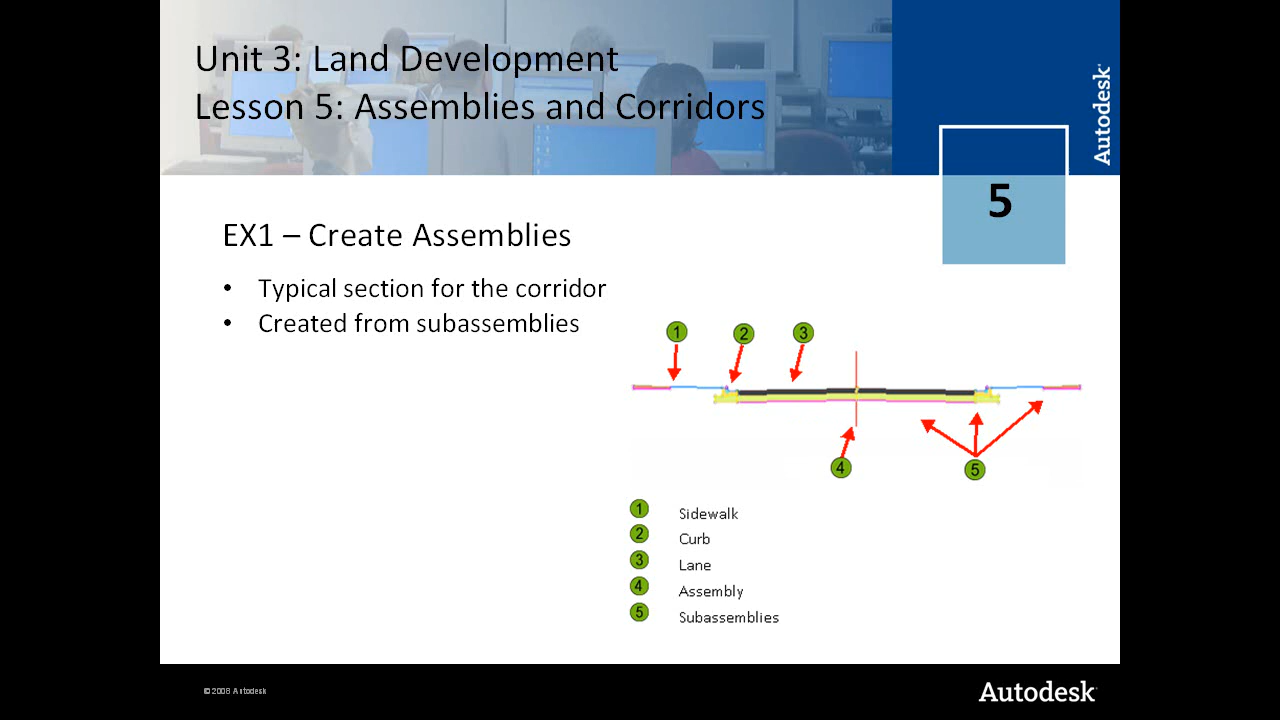 Unit 3: Land Development
Lesson 5: Assemblies and Corridors
Autodesk
5
EX1 – Create Assemblies
• Typical section for the corridor
• Created from subassemblies
1 2 3
4 5
1 Sidewalk
2 Curb
3 Lane
4 Assembly
5 Subassemblies
© 2008 Autodesk
Autodesk